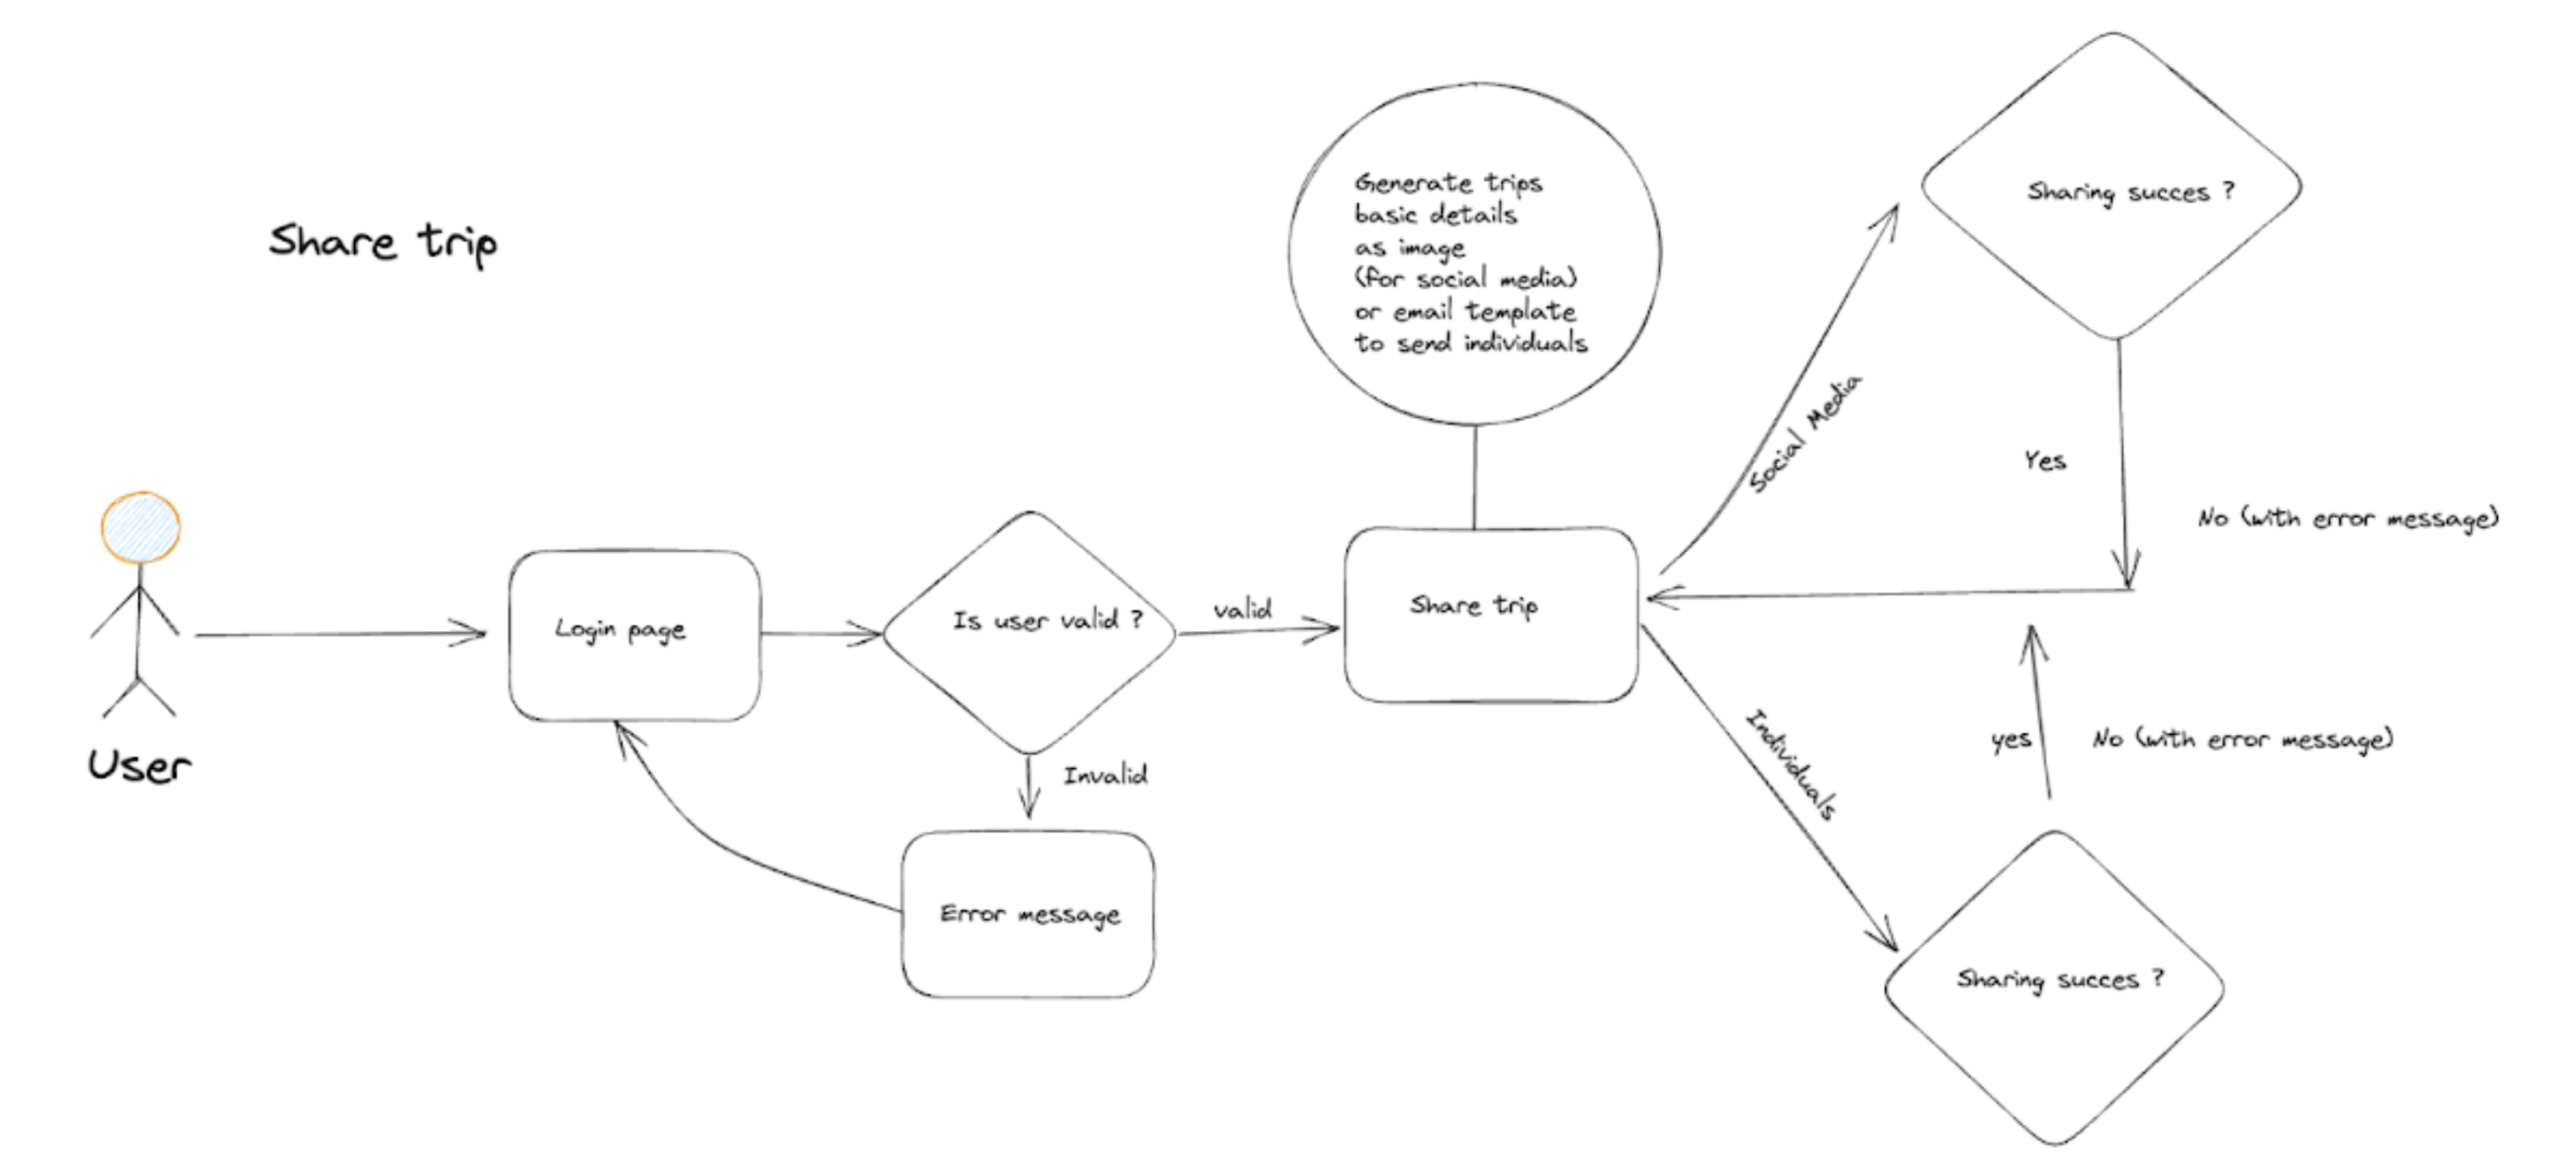 Share trip
User
Login page
Is user valid ?
valid
Invalid
Error message
Generate trips
basic details
as image
(for social media)
or email template
to send individuals
Share trip
Social Media
Individuals
Sharing succes ?
Yes
No (with error message)
yes
No (with error message)
Sharing succes ?